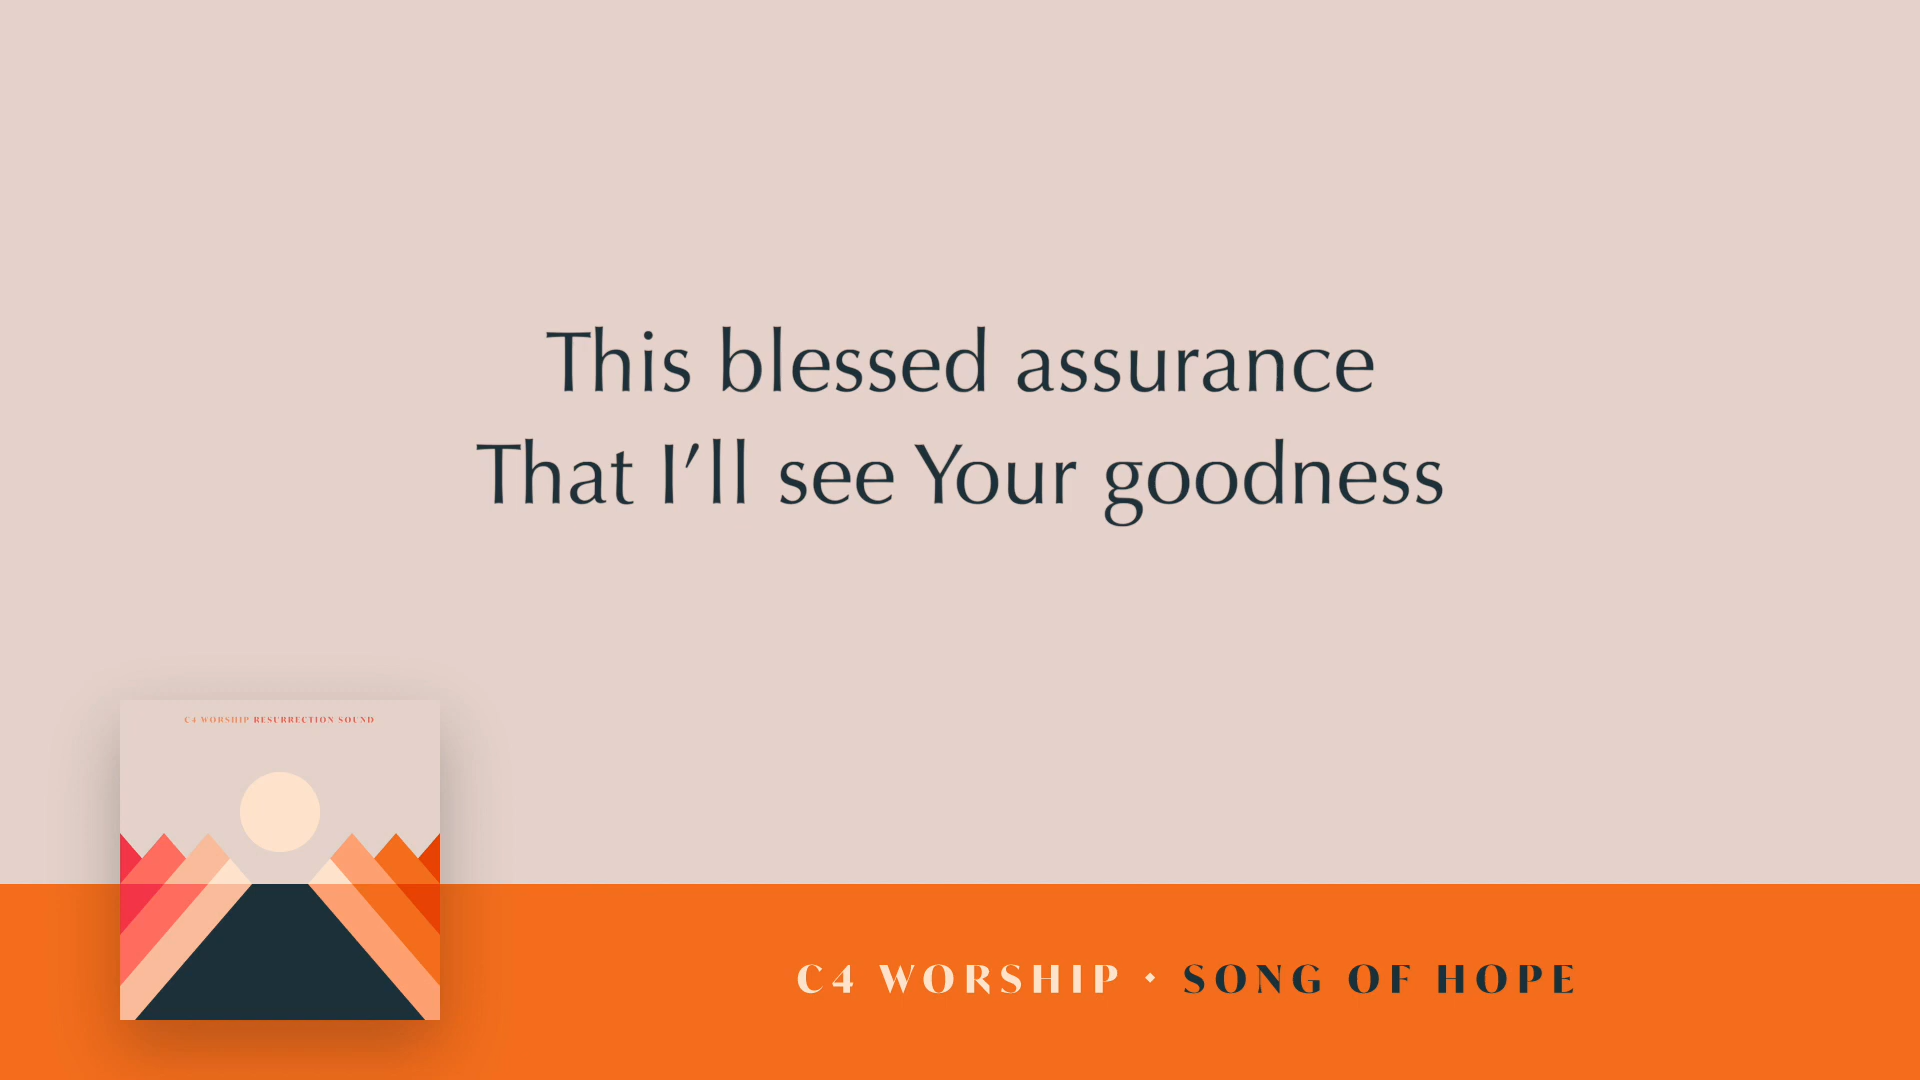 This blessed assurance
That I’ll see Your goodness
C4 WORSHIP RESURRECTION SOUND
C4 WORSHIP • SONG OF HOPE